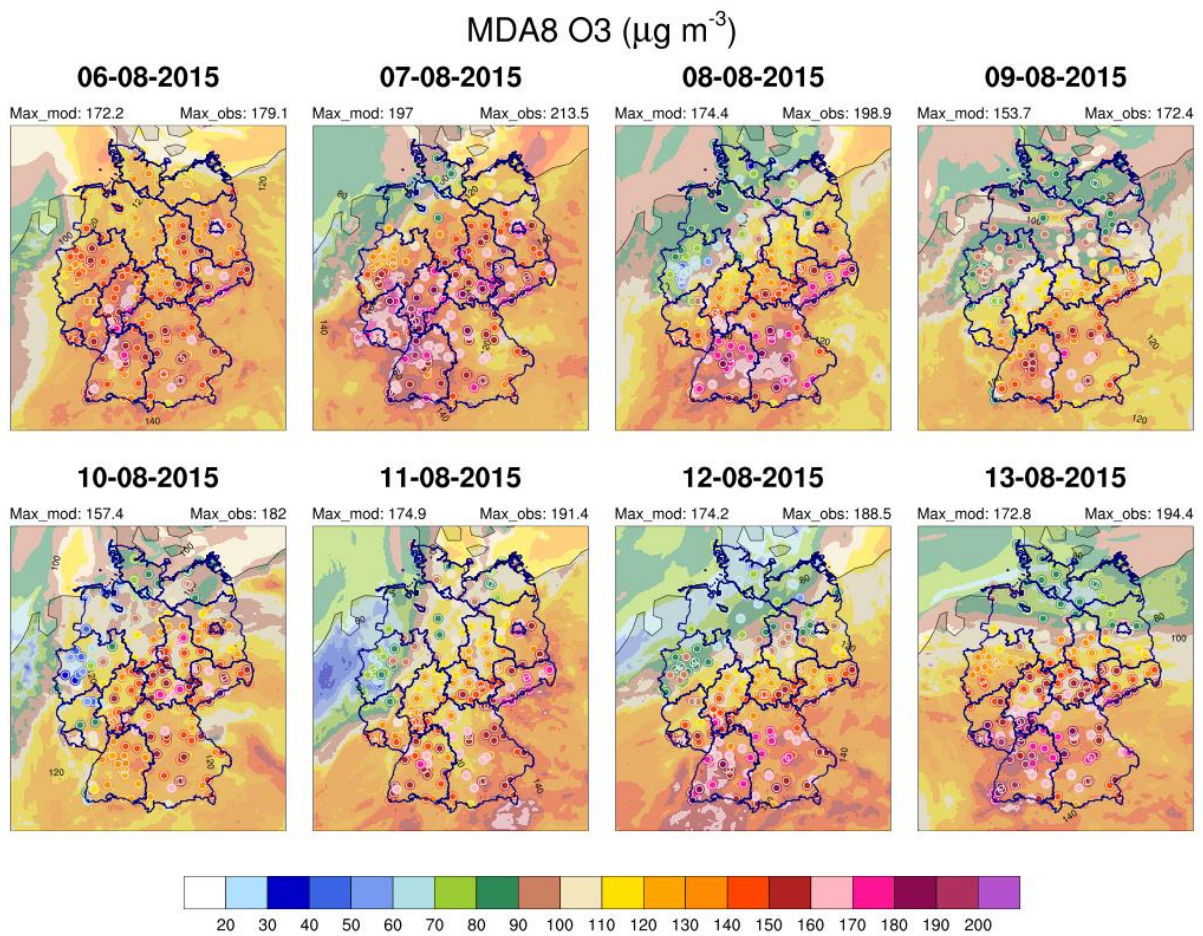 MDA8 O3 (μg m⁻³)
06-08-2015 07-08-2015 08-08-2015 09-08-2015
Max_mod: 172.2 Max_obs: 179.1 Max_mod: 197 Max_obs: 213.5 Max_mod: 174.4 Max_obs: 198.9 Max_mod: 153.7 Max_obs: 172.4
10-08-2015 11-08-2015 12-08-2015 13-08-2015
Max_mod: 157.4 Max_obs: 182 Max_mod: 174.9 Max_obs: 191.4 Max_mod: 174.2 Max_obs: 188.5 Max_mod: 172.8 Max_obs: 194.4
20 30 40 50 60 70 80 90 100 110 120 130 140 150 160 170 180 190 200